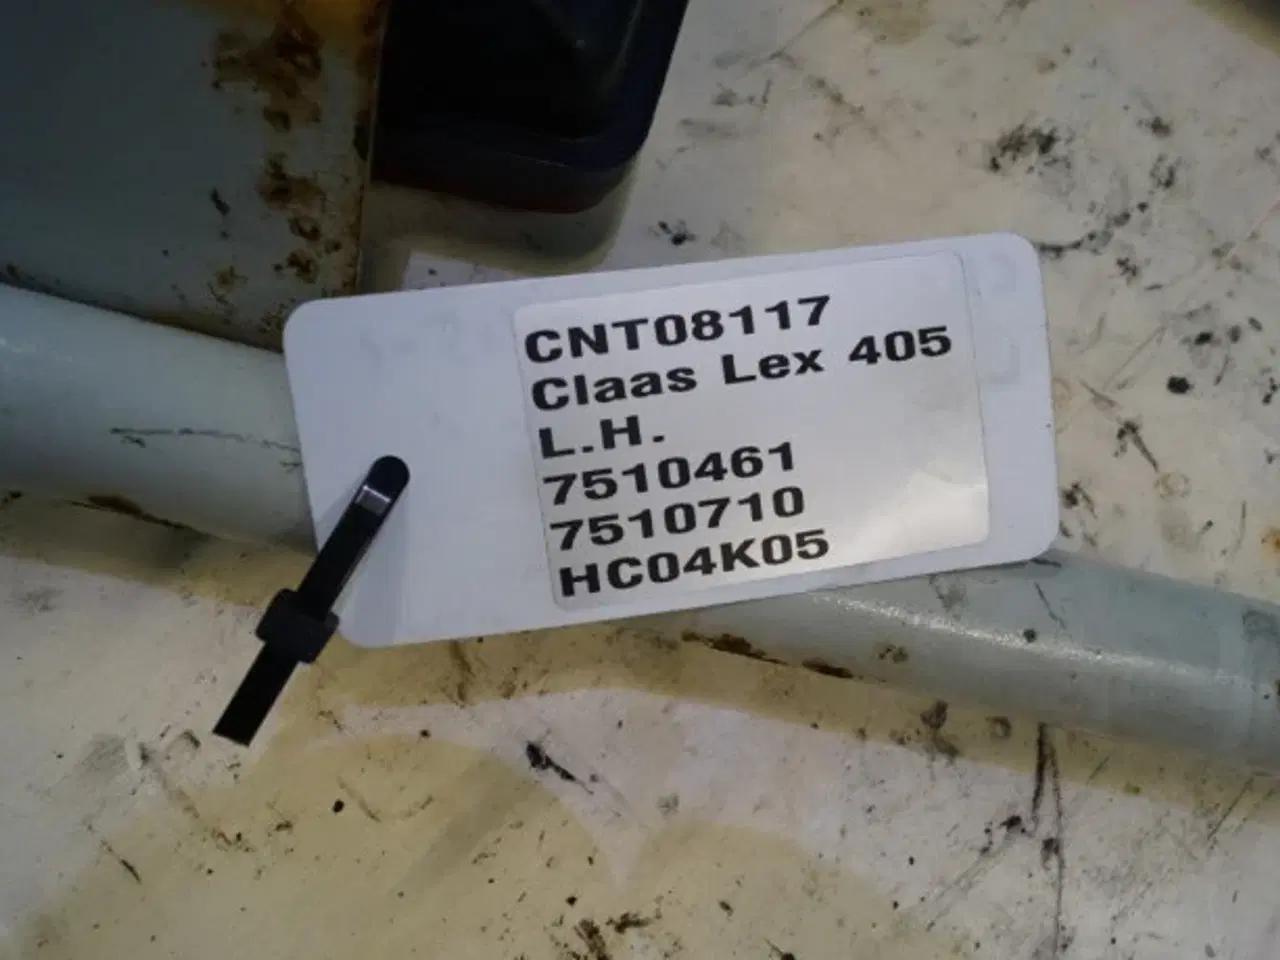 CNT08117
Claas Lex 405
L.H.
7510461
7510710
HC04K05